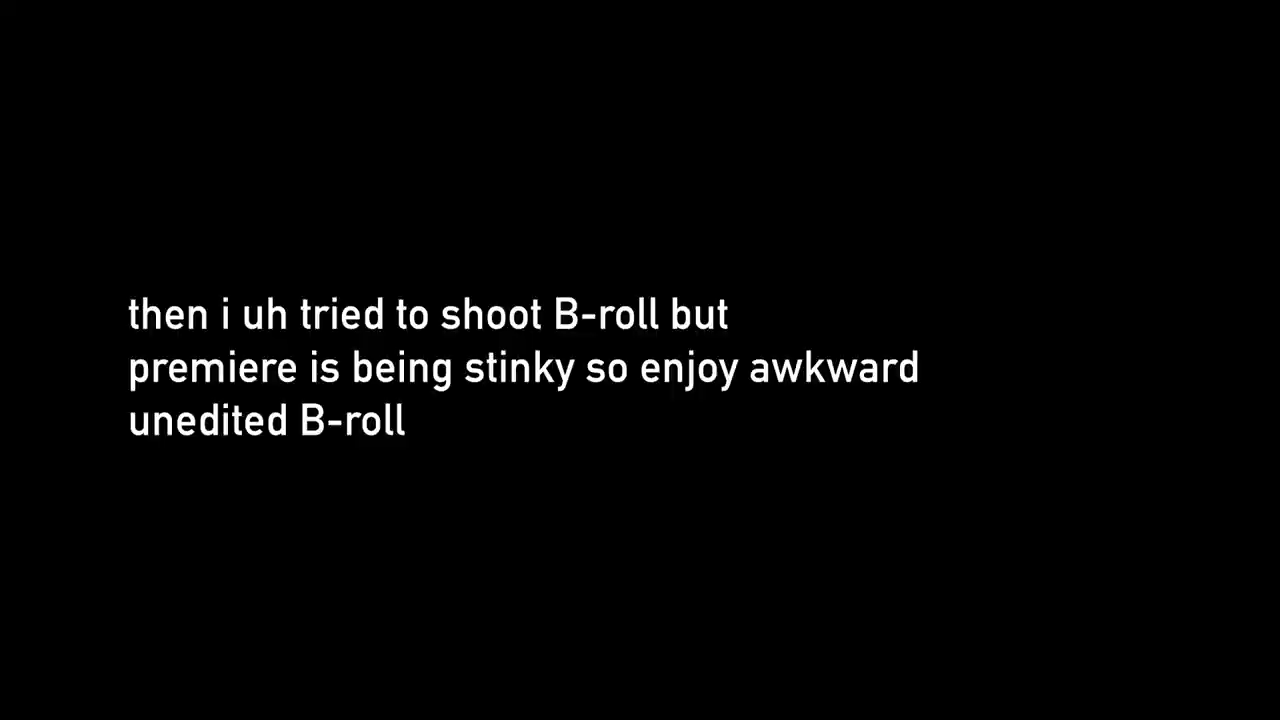 then i uh tried to shoot B-roll but
premiere is being stinky so enjoy awkward
unedited B-roll